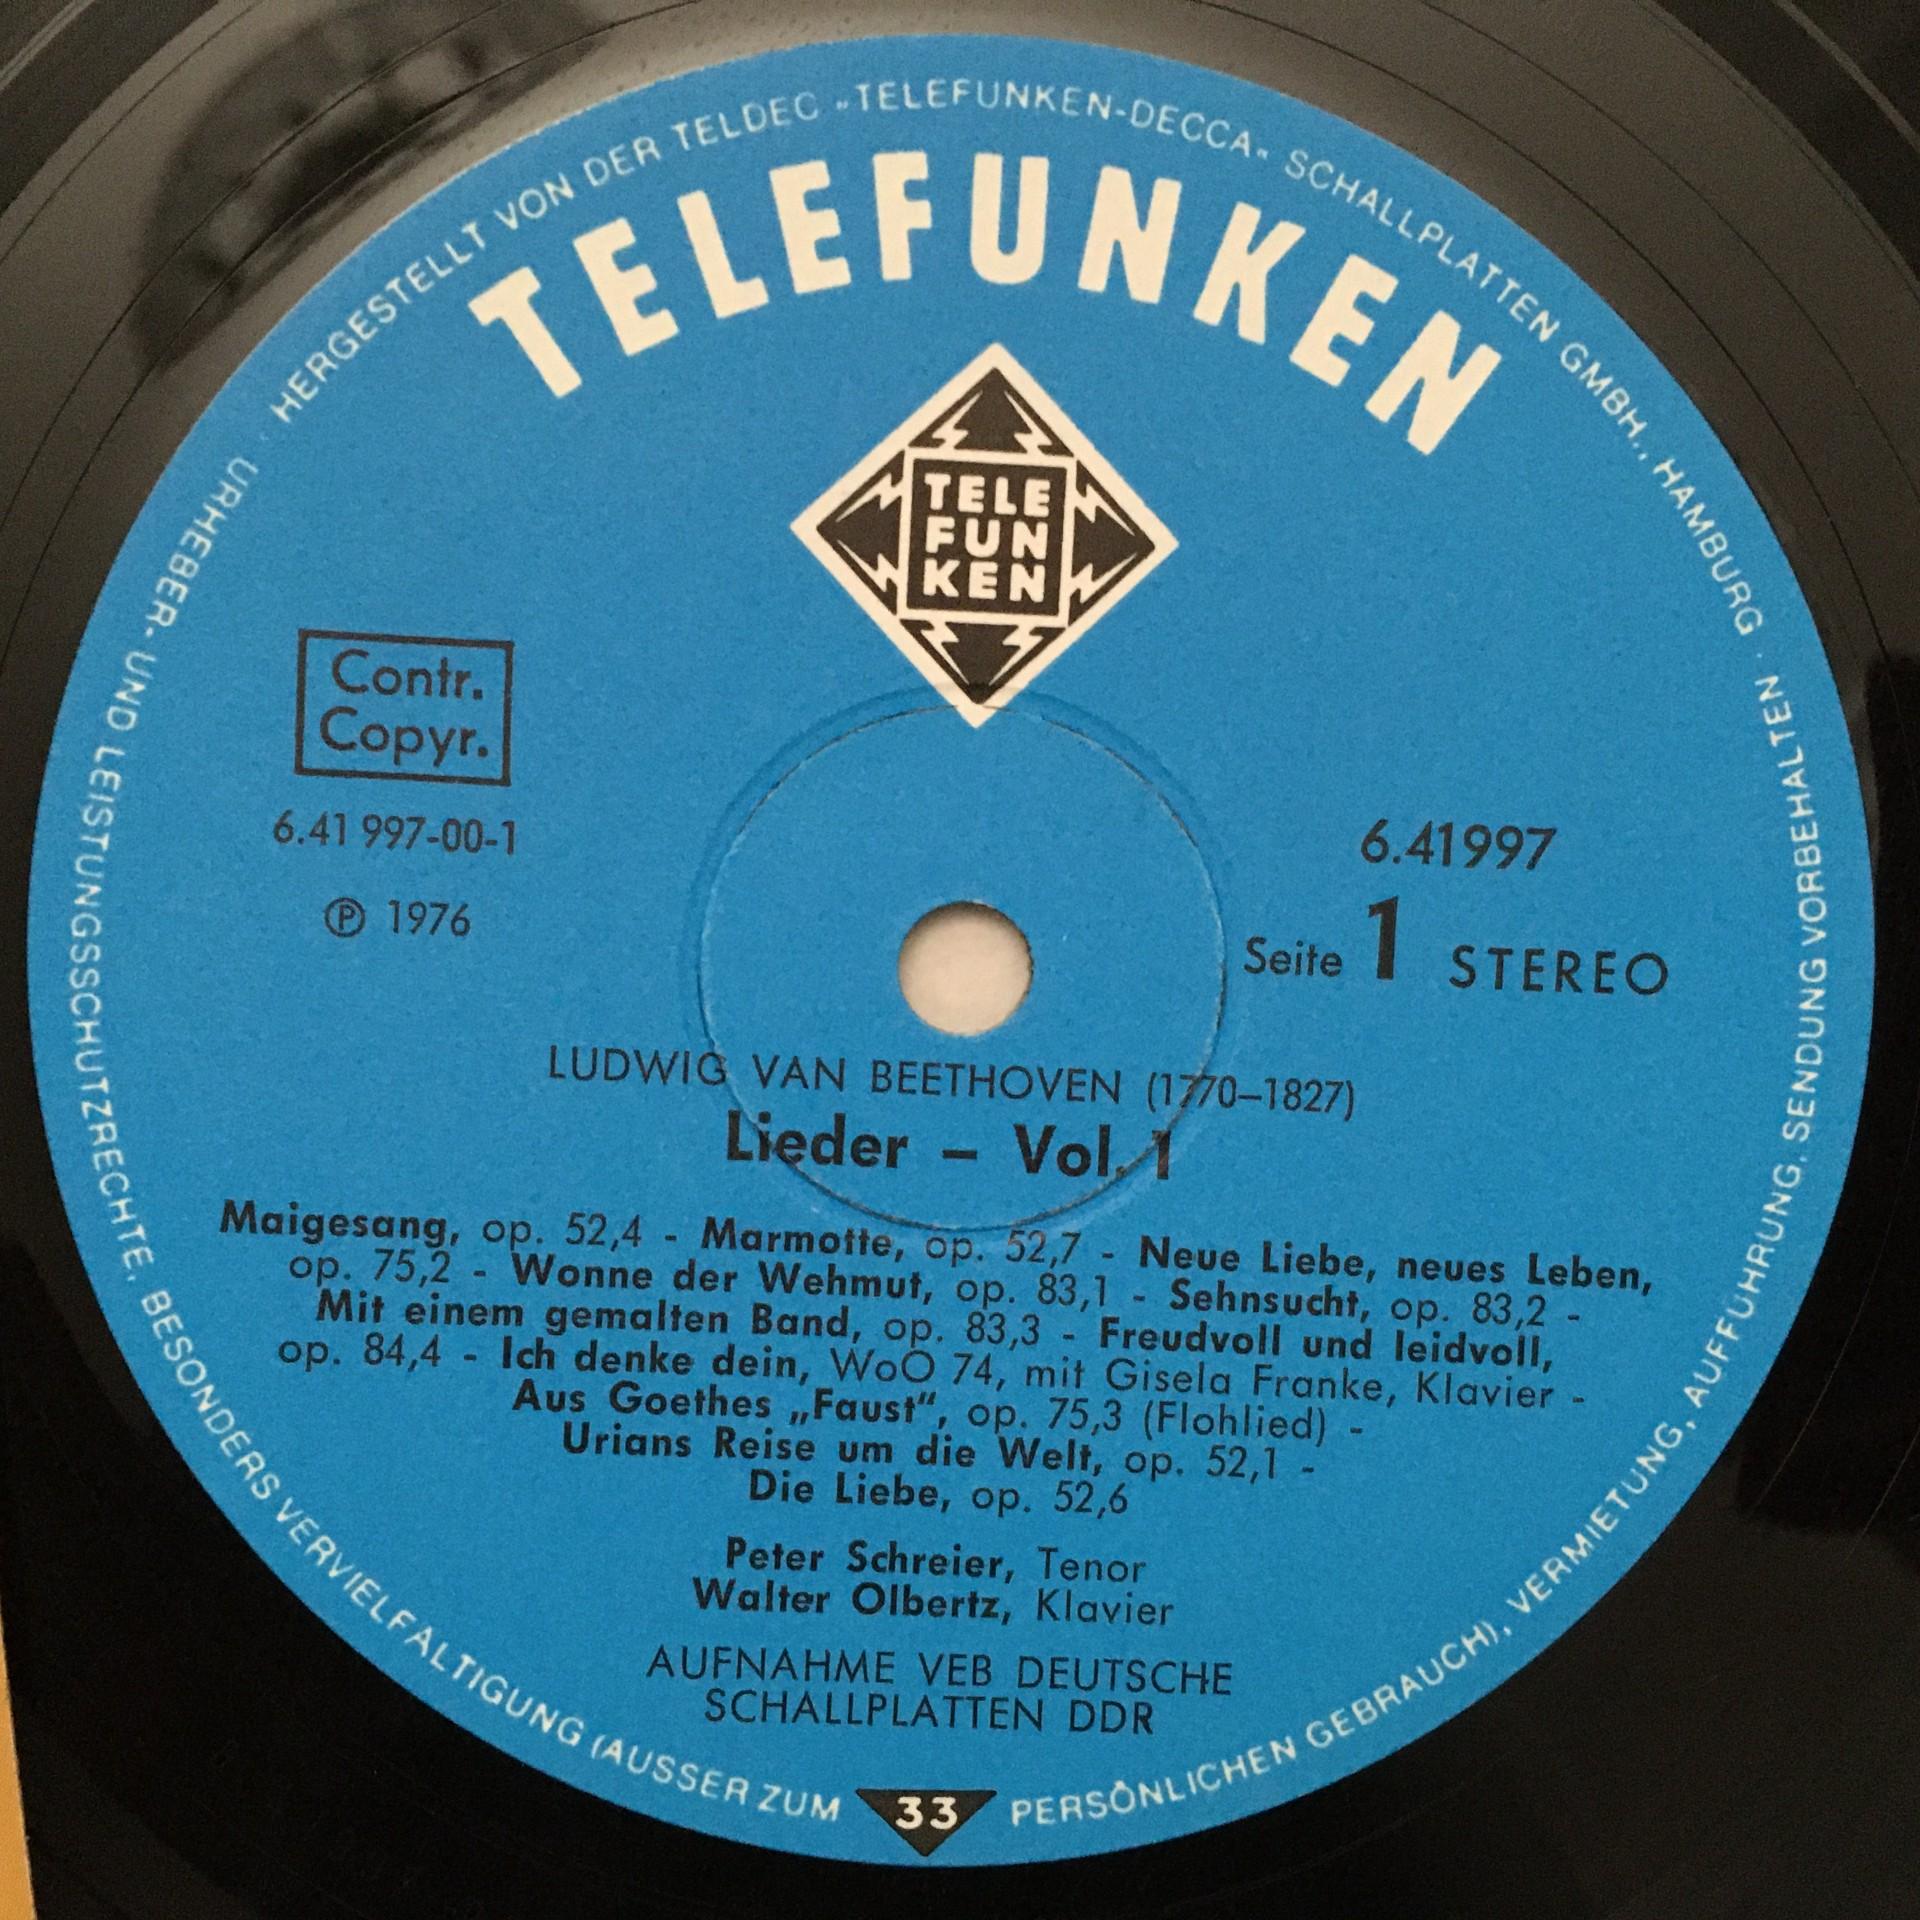 HERGESTELLT VON DER TELDEC „TELEFUNKEN-DECCA“ SCHALLPLATTEN GMBH., HAMBURG · URHEBER- UND LEISTUNGSSCHUTZRECHTE, BESONDERS VERVIELFÄLTIGUNG (AUSSER ZUM PERSÖNLICHEN GEBRAUCH), VERMIETUNG, AUFFÜHRUNG, SENDUNG VORBEHALTEN ·
TELEFUNKEN
TELE
FUN
KEN
Contr.
Copyr.
6.41 997-00-1
℗ 1976
6.41997
Seite 1 STEREO
LUDWIG VAN BEETHOVEN (1770–1827)
Lieder – Vol. 1
Maigesang, op. 52,4 - Marmotte, op. 52,7 - Neue Liebe, neues Leben,
op. 75,2 - Wonne der Wehmut, op. 83,1 - Sehnsucht, op. 83,2 -
Mit einem gemalten Band, op. 83,3 - Freudvoll und leidvoll,
op. 84,4 - Ich denke dein, WoO 74, mit Gisela Franke, Klavier -
Aus Goethes „Faust“, op. 75,3 (Flohlied) -
Urians Reise um die Welt, op. 52,1 -
Die Liebe, op. 52,6
Peter Schreier, Tenor
Walter Olbertz, Klavier
AUFNAHME VEB DEUTSCHE
SCHALLPLATTEN DDR
33